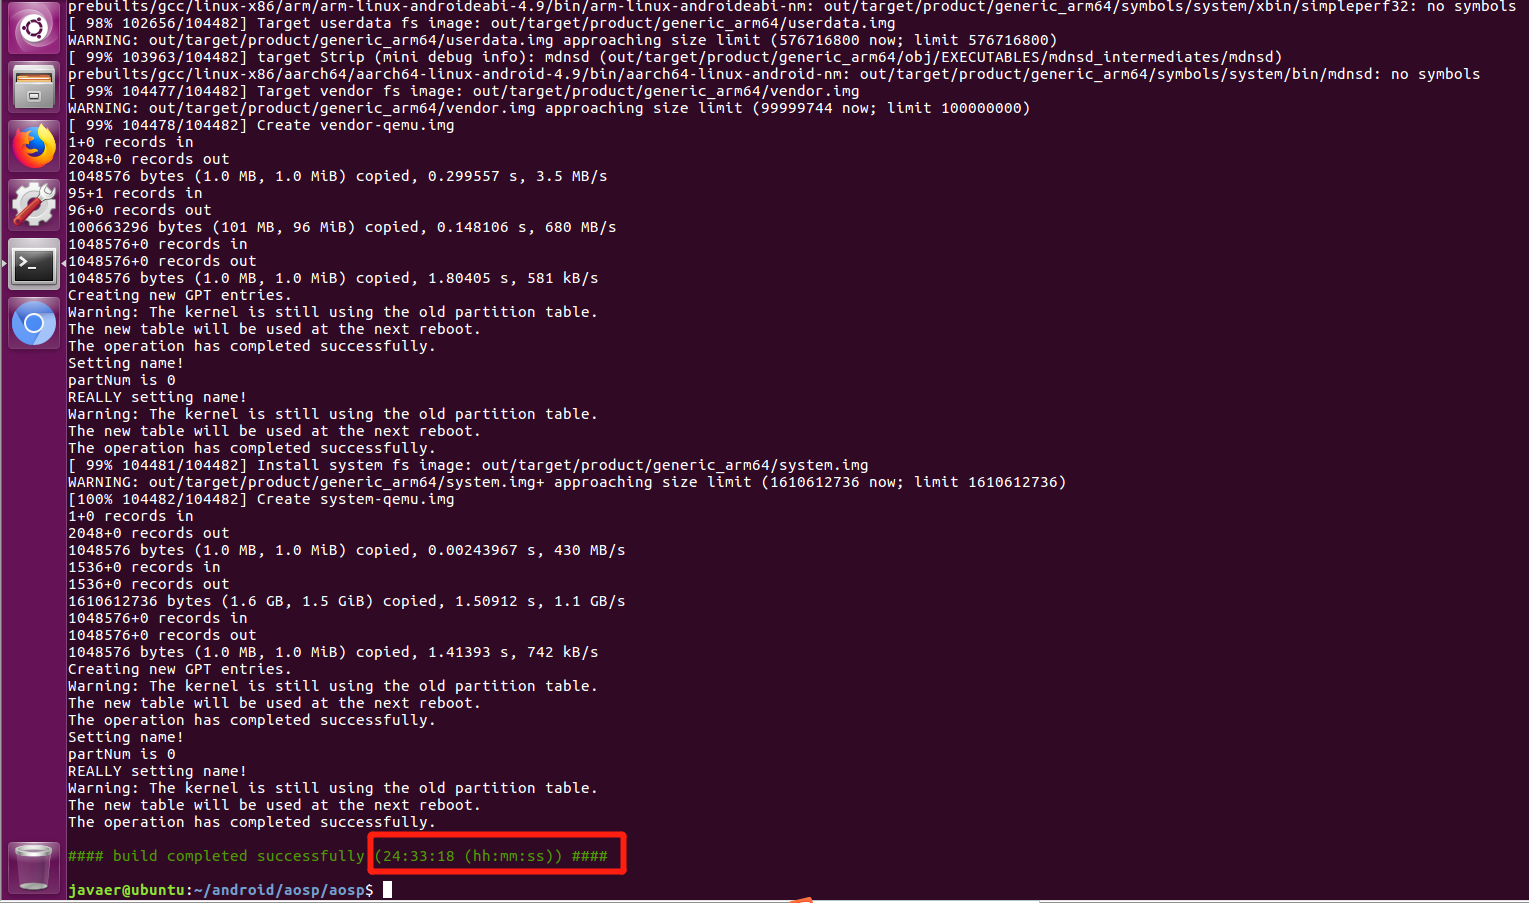 prebuilts/gcc/linux-x86/arm/arm-linux-androideabi-4.9/bin/arm-linux-androideabi-nm: out/target/product/generic_arm64/symbols/system/xbin/simpleperf32: no symbols
[ 98% 102656/104482] Target userdata fs image: out/target/product/generic_arm64/userdata.img
WARNING: out/target/product/generic_arm64/userdata.img approaching size limit (576716800 now; limit 576716800)
[ 99% 103963/104482] target Strip (mini debug info): mdnsd (out/target/product/generic_arm64/obj/EXECUTABLES/mdnsd_intermediates/mdnsd)
prebuilts/gcc/linux-x86/aarch64/aarch64-linux-android-4.9/bin/aarch64-linux-android-nm: out/target/product/generic_arm64/symbols/system/bin/mdnsd: no symbols
[ 99% 104477/104482] Target vendor fs image: out/target/product/generic_arm64/vendor.img
WARNING: out/target/product/generic_arm64/vendor.img approaching size limit (99999744 now; limit 100000000)
[ 99% 104478/104482] Create vendor-qemu.img
1+0 records in
2048+0 records out
1048576 bytes (1.0 MB, 1.0 MiB) copied, 0.299557 s, 3.5 MB/s
95+1 records in
96+0 records out
100663296 bytes (101 MB, 96 MiB) copied, 0.148106 s, 680 MB/s
1048576+0 records in
1048576+0 records out
1048576 bytes (1.0 MB, 1.0 MiB) copied, 1.80405 s, 581 kB/s
Creating new GPT entries.
Warning: The kernel is still using the old partition table.
The new table will be used at the next reboot.
The operation has completed successfully.
Setting name!
partNum is 0
REALLY setting name!
Warning: The kernel is still using the old partition table.
The new table will be used at the next reboot.
The operation has completed successfully.
[ 99% 104481/104482] Install system fs image: out/target/product/generic_arm64/system.img
WARNING: out/target/product/generic_arm64/system.img+ approaching size limit (1610612736 now; limit 1610612736)
[100% 104482/104482] Create system-qemu.img
1+0 records in
2048+0 records out
1048576 bytes (1.0 MB, 1.0 MiB) copied, 0.00243967 s, 430 MB/s
1536+0 records in
1536+0 records out
1610612736 bytes (1.6 GB, 1.5 GiB) copied, 1.50912 s, 1.1 GB/s
1048576+0 records in
1048576+0 records out
1048576 bytes (1.0 MB, 1.0 MiB) copied, 1.41393 s, 742 kB/s
Creating new GPT entries.
Warning: The kernel is still using the old partition table.
The new table will be used at the next reboot.
The operation has completed successfully.
Setting name!
partNum is 0
REALLY setting name!
Warning: The kernel is still using the old partition table.
The new table will be used at the next reboot.
The operation has completed successfully.
#### build completed successfully (24:33:18 (hh:mm:ss)) ####
javaer@ubuntu:~/android/aosp/aosp$